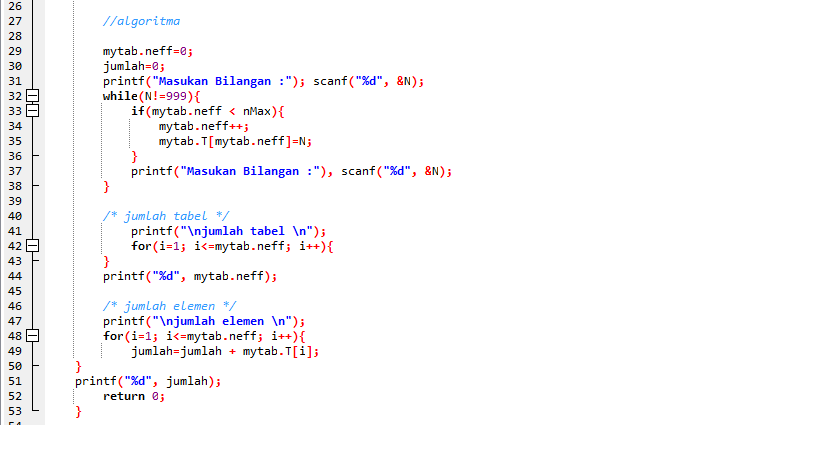 26
27 //algoritma
28
29 mytab.neff=0;
30 jumlah=0;
31 printf("Masukan Bilangan :"); scanf("%d", &N);
32 while(N!=999){
33 if(mytab.neff < nMax){
34 mytab.neff++;
35 mytab.T[mytab.neff]=N;
36 }
37 printf("Masukan Bilangan :"), scanf("%d", &N);
38 }
39
40 /* jumlah tabel */
41 printf("\njumlah tabel \n");
42 for(i=1; i<=mytab.neff; i++){
43 }
44 printf("%d", mytab.neff);
45
46 /* jumlah elemen */
47 printf("\njumlah elemen \n");
48 for(i=1; i<=mytab.neff; i++){
49 jumlah=jumlah + mytab.T[i];
50 }
51 printf("%d", jumlah);
52 return 0;
53 }